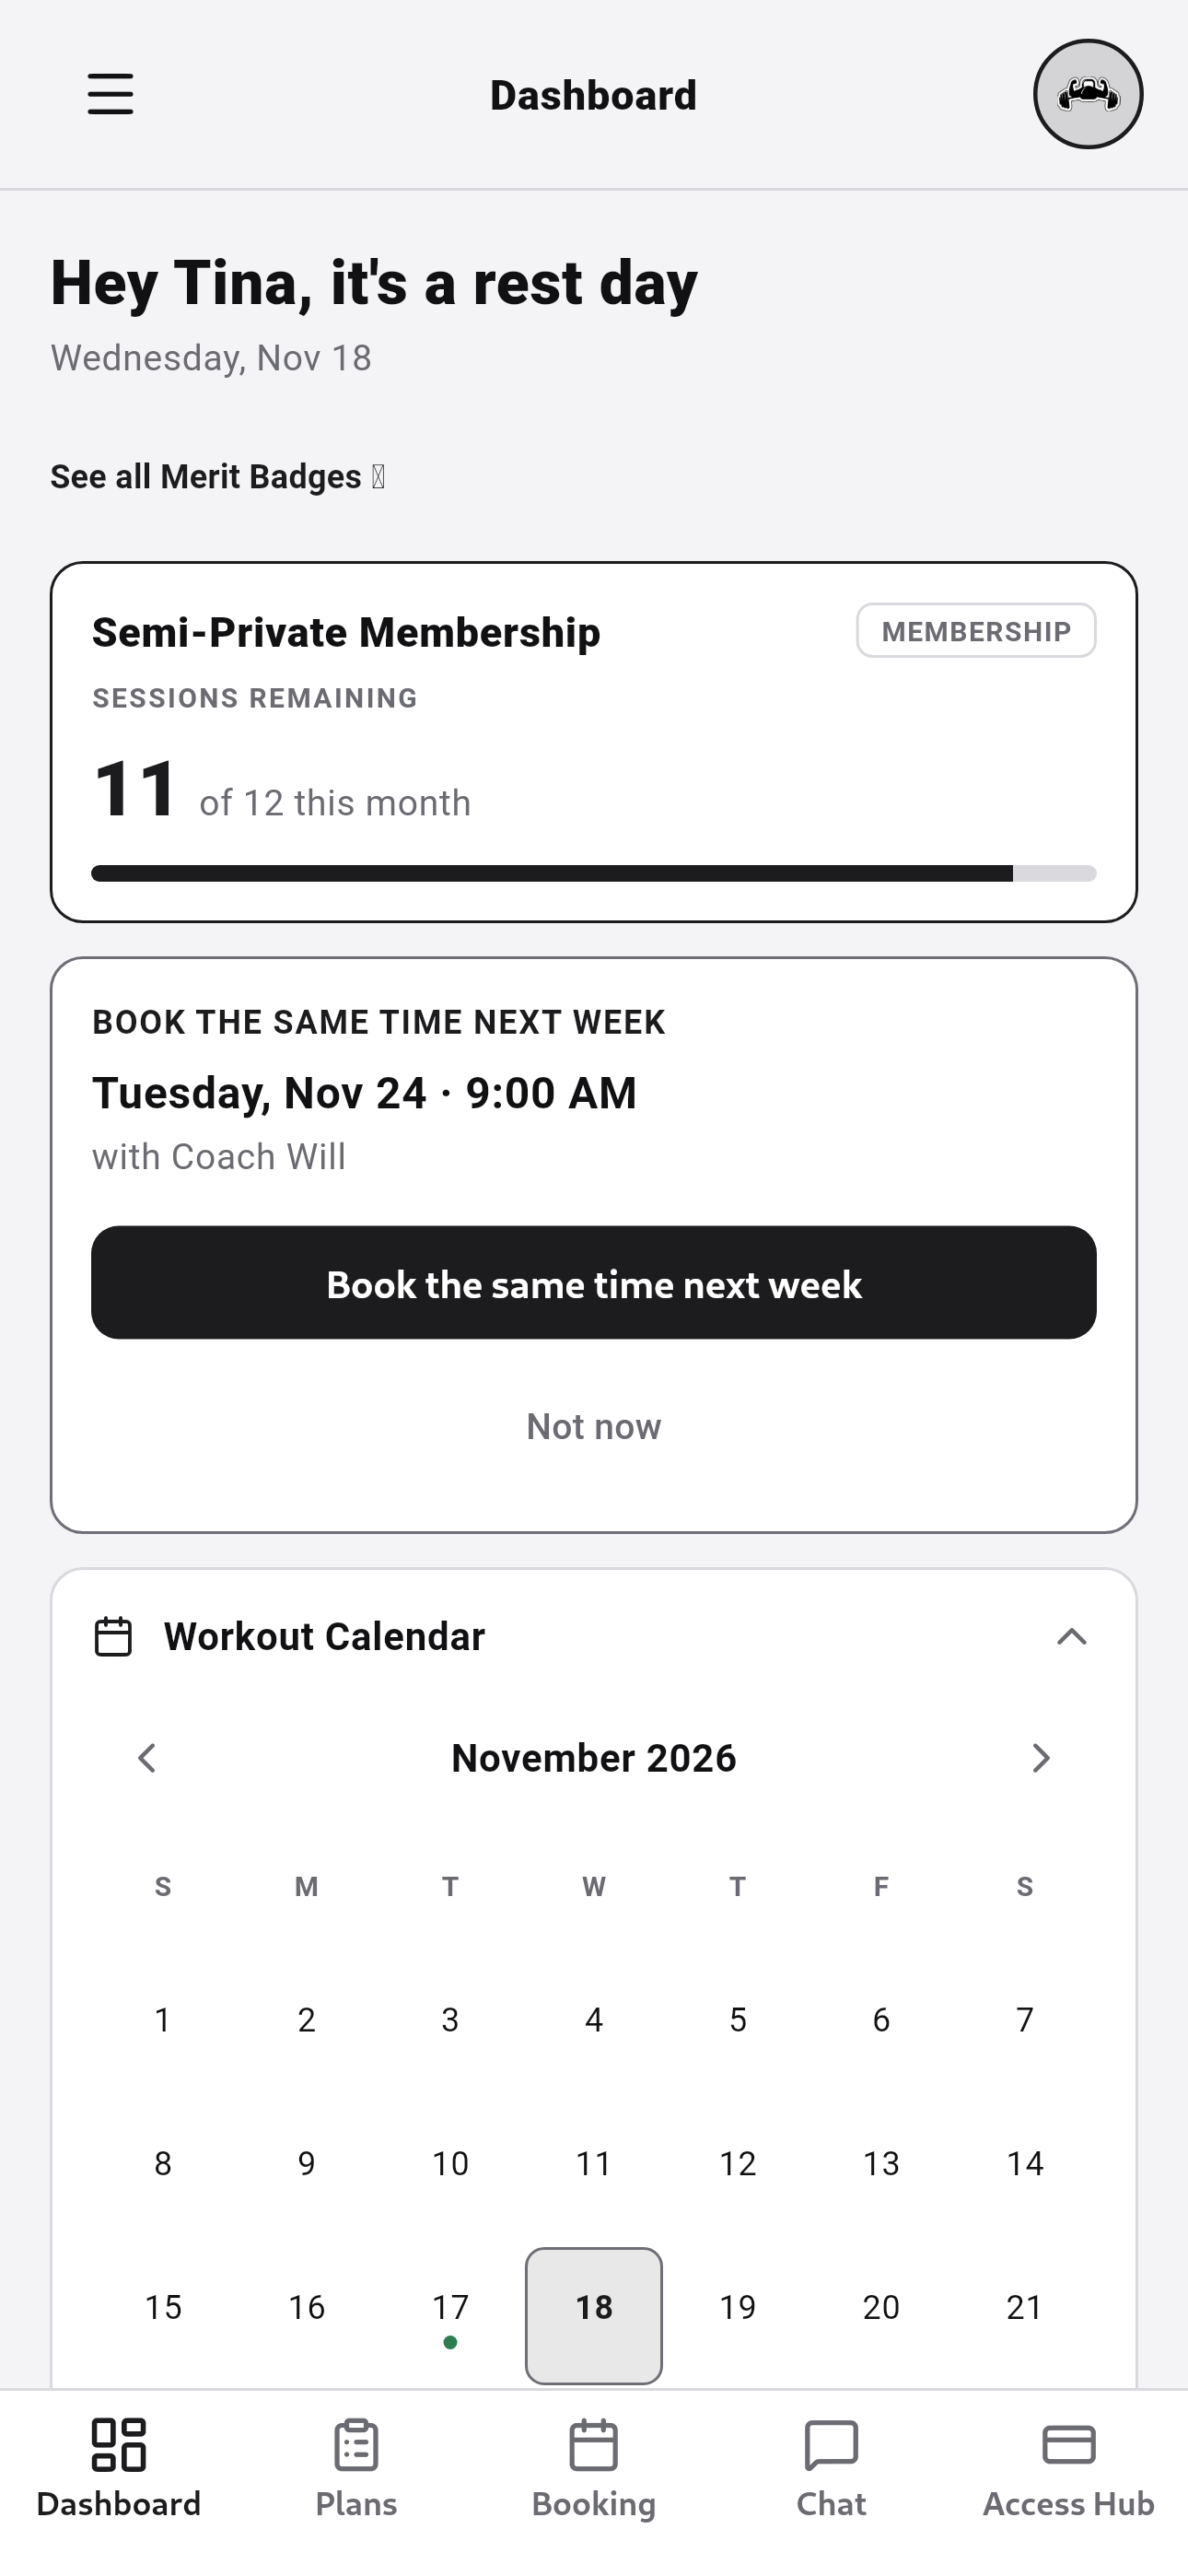 Dashboard
Hey Tina, it's a rest day
Wednesday, Nov 18
See all Merit Badges
Semi-Private Membership
MEMBERSHIP
SESSIONS REMAINING
11 of 12 this month
BOOK THE SAME TIME NEXT WEEK
Tuesday, Nov 24 · 9:00 AM
with Coach Will
Book the same time next week
Not now
Workout Calendar
November 2026
S M T W T F S
1 2 3 4 5 6 7
8 9 10 11 12 13 14
15 16 17 18 19 20 21
Dashboard Plans Booking Chat Access Hub